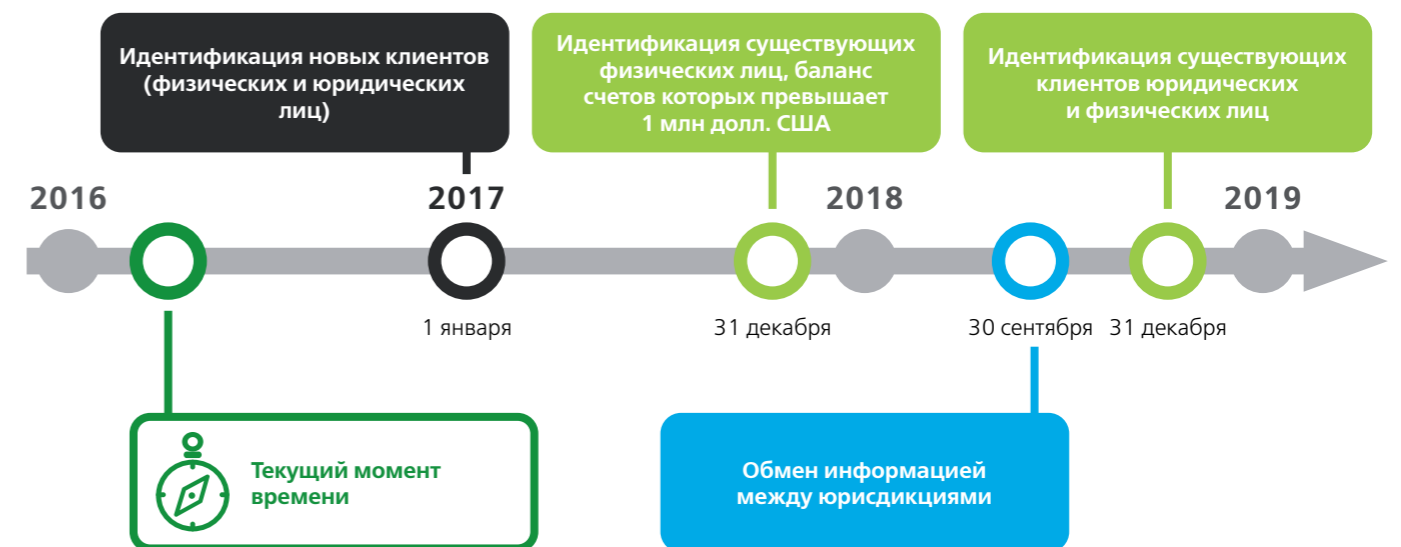 Идентификация новых клиентов
(физических и юридических
лиц)
Идентификация существующих
физических лиц, баланс
счетов которых превышает
1 млн долл. США
Идентификация существующих
клиентов юридических
и физических лиц
2016
2017
2018
2019
1 января
31 декабря
30 сентября
31 декабря
Текущий момент
времени
Обмен информацией
между юрисдикциями